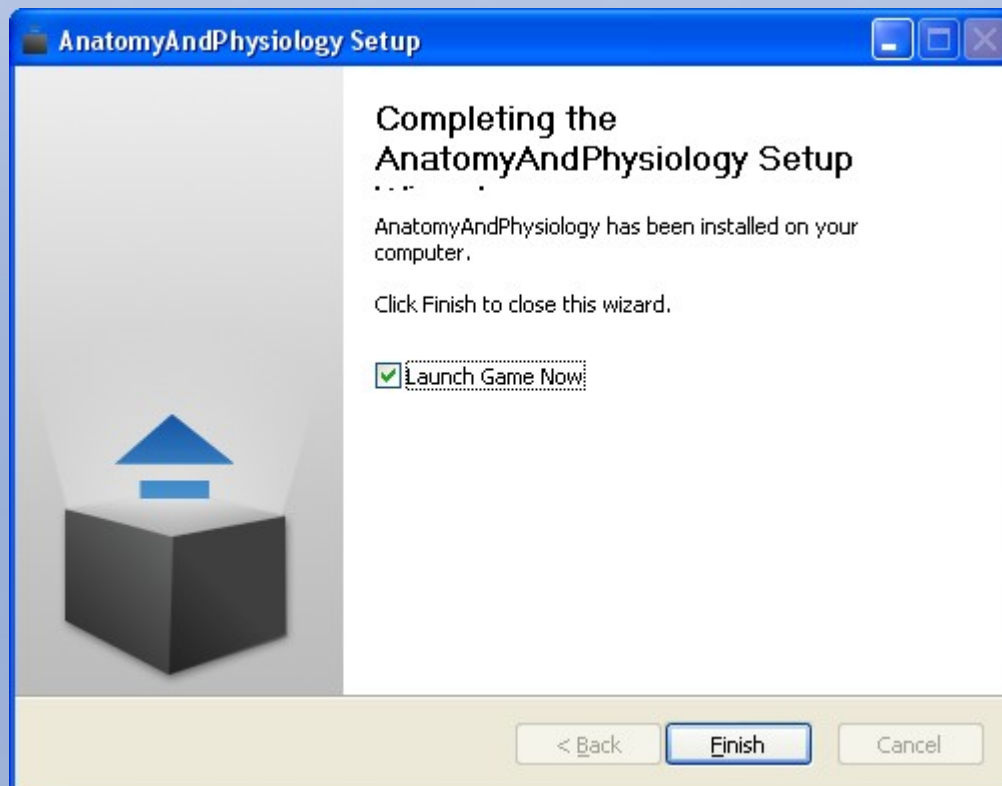 AnatomyAndPhysiology Setup
Completing the
AnatomyAndPhysiology Setup
AnatomyAndPhysiology has been installed on your
computer.
Click Finish to close this wizard.
Launch Game Now
< Back
Finish
Cancel